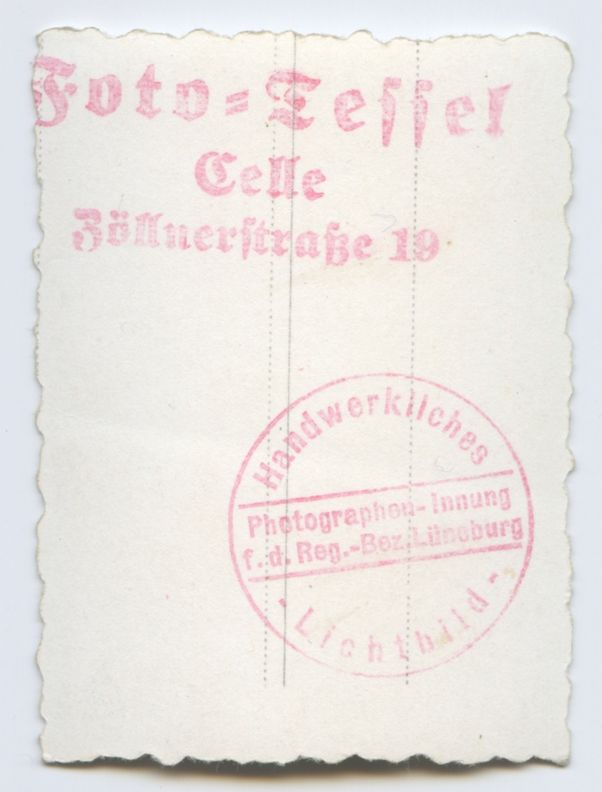 Foto=Tessel
Celle
Zöllnerstraße 19
Handwerkliches
Photographen-Innung
f. d. Reg.-Bez. Lüneburg
- Lichtbild -